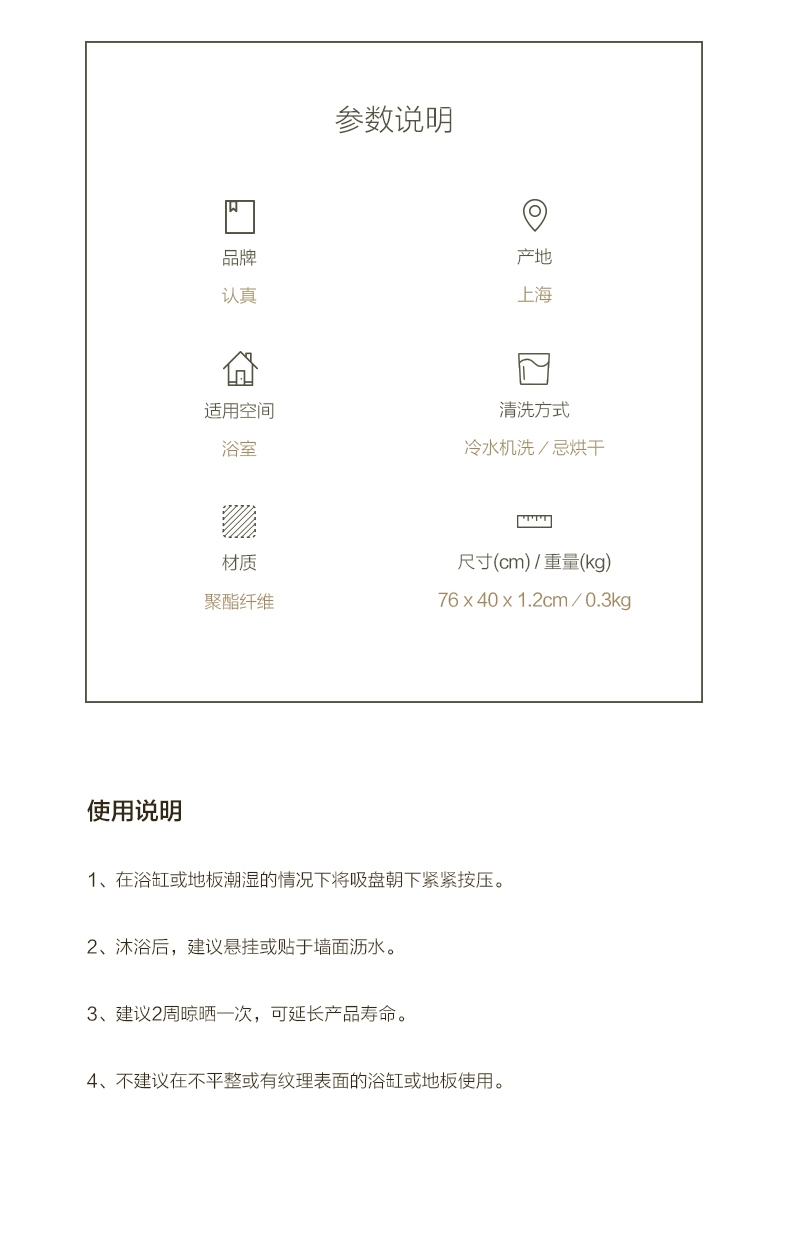 参数说明
品牌
产地
认真
上海
适用空间
清洗方式
浴室
冷水机洗 / 忌烘干
材质
尺寸(cm) / 重量(kg)
聚酯纤维
76 x 40 x 1.2cm / 0.3kg
使用说明
1、在浴缸或地板潮湿的情况下将吸盘朝下紧紧按压。
2、沐浴后，建议悬挂或贴于墙面沥水。
3、建议2周晾晒一次，可延长产品寿命。
4、不建议在不平整或有纹理表面的浴缸或地板使用。